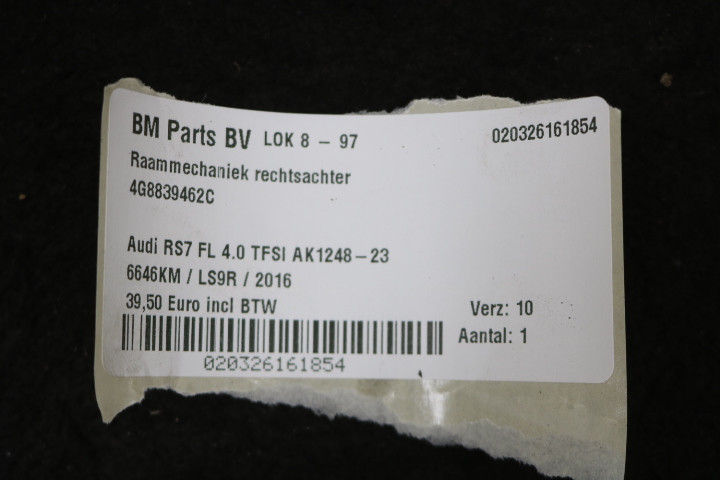 BM Parts BV LOK 8 - 97
020326161854
Raammechaniek rechtsachter
4G8839462C
Audi RS7 FL 4.0 TFSI AK1248-23
6646KM / LS9R / 2016
39,50 Euro incl BTW
Verz: 10
Aantal: 1
020326161854